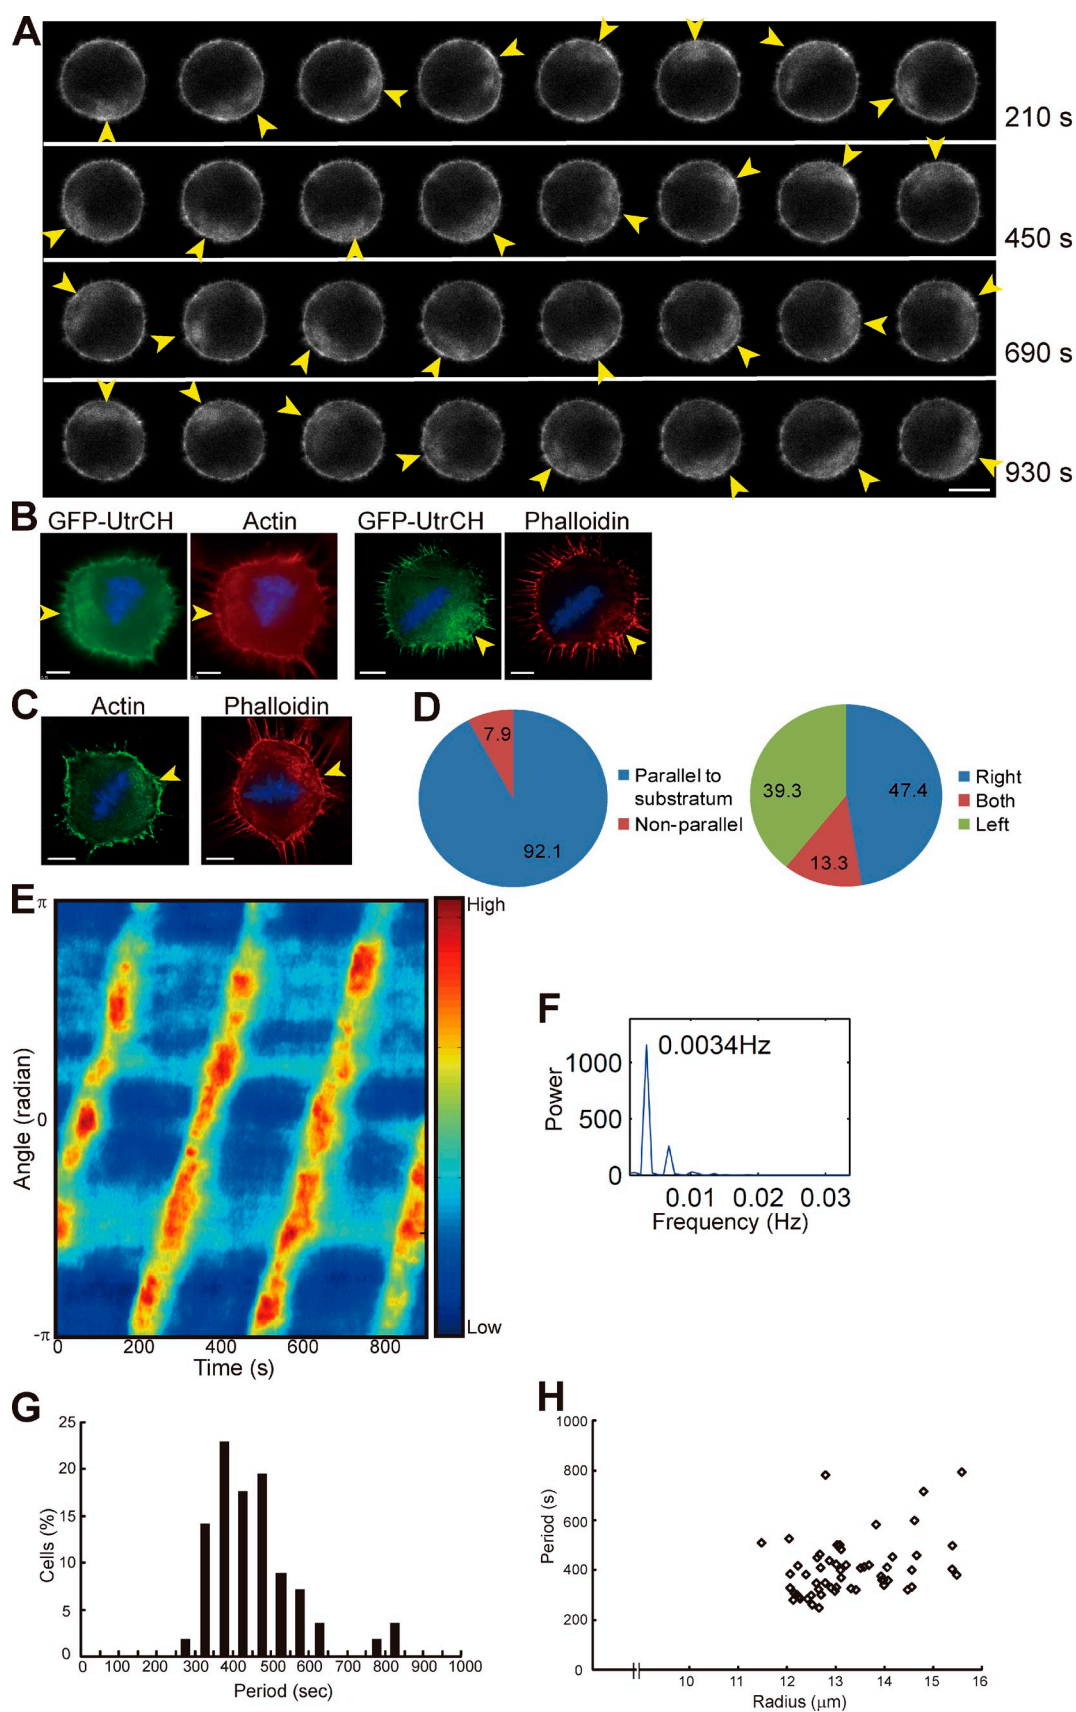 A
210 s
450 s
690 s
930 s
B
GFP-UtrCH Actin GFP-UtrCH Phalloidin
C
Actin Phalloidin
D
7.9
92.1
Parallel to
substratum
Non-parallel
39.3
47.4
13.3
Right
Both
Left
E
π
0
-π
Angle (radian)
0 200 400 600 800
Time (s)
High
Low
F
0.0034Hz
1000
500
0
Power
0.01 0.02 0.03
Frequency (Hz)
G
25
20
15
10
5
0
Cells (%)
0 100 200 300 400 500 600 700 800 900 1000
Period (sec)
H
1000
800
600
400
200
0
Period (s)
10 11 12 13 14 15 16
Radius (μm)